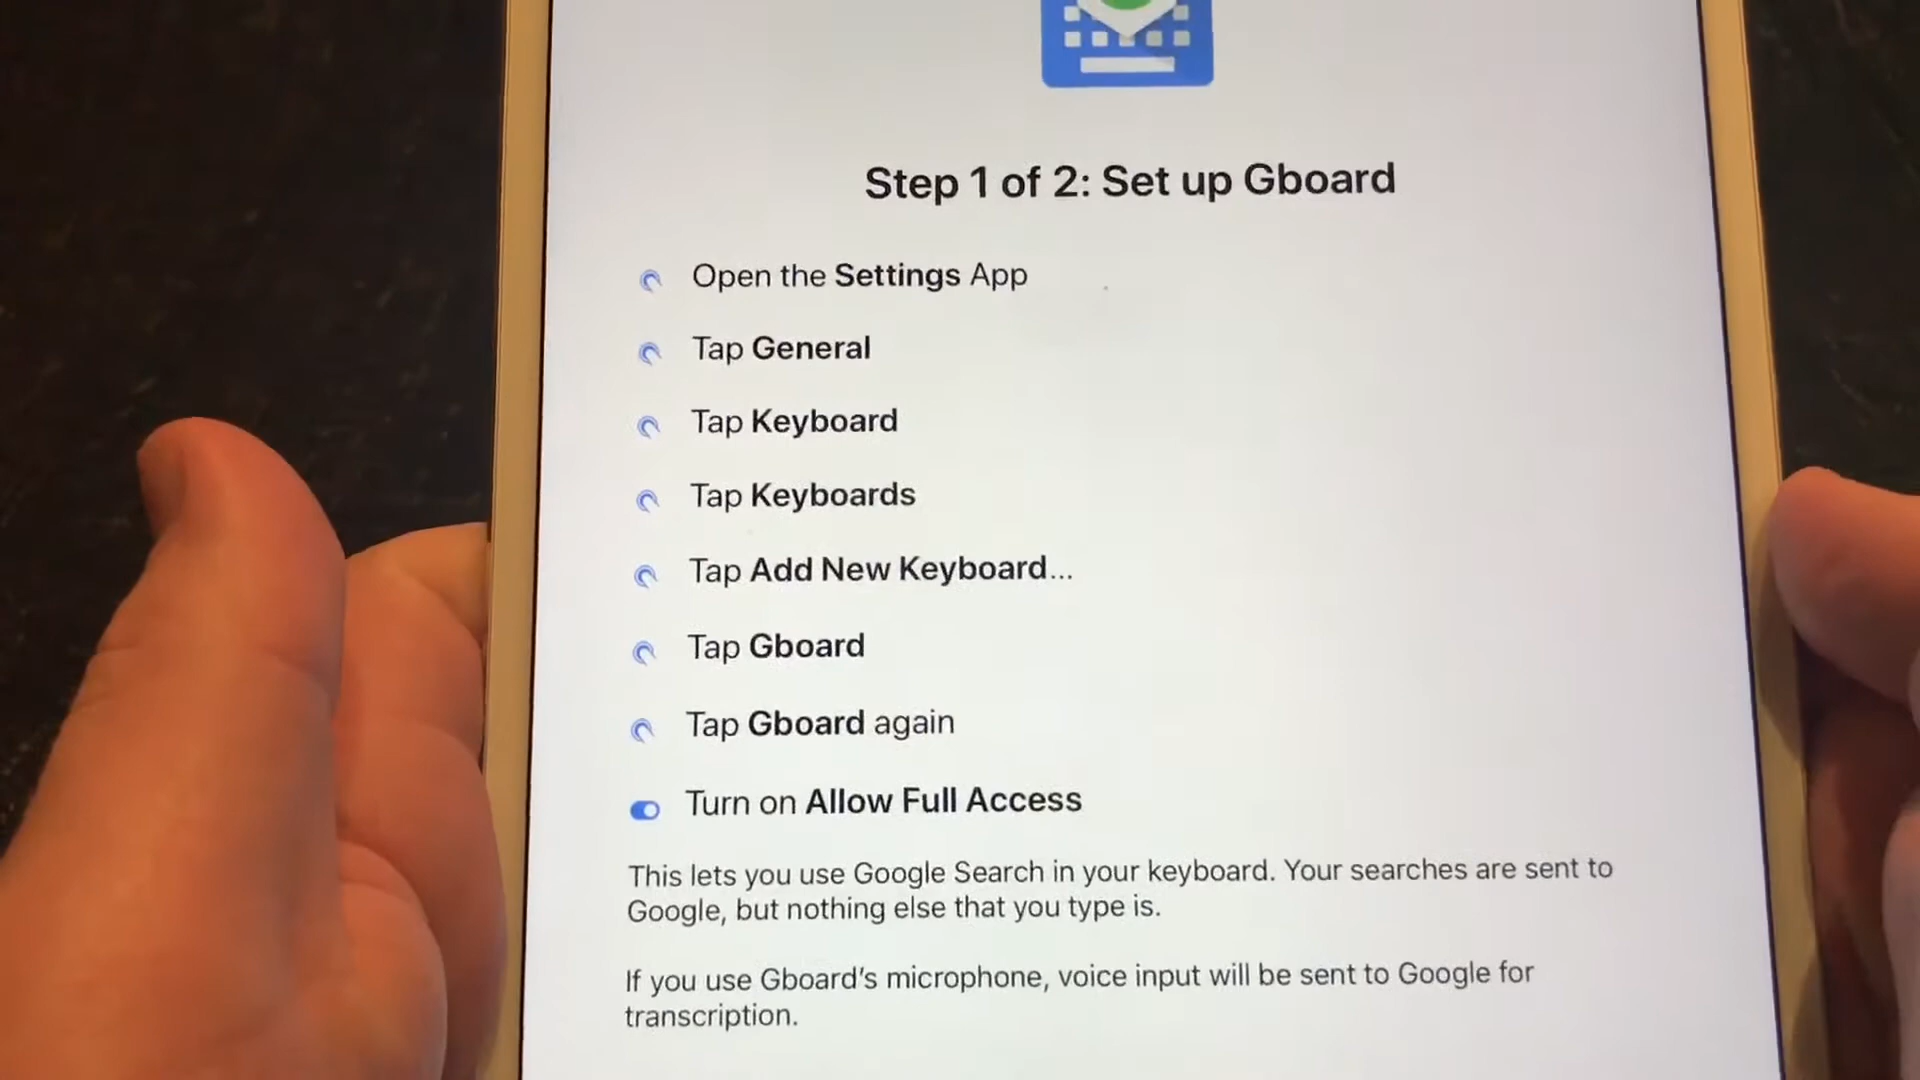 Step 1 of 2: Set up Gboard
Open the Settings App
Tap General
Tap Keyboard
Tap Keyboards
Tap Add New Keyboard...
Tap Gboard
Tap Gboard again
Turn on Allow Full Access
This lets you use Google Search in your keyboard. Your searches are sent to
Google, but nothing else that you type is.
If you use Gboard's microphone, voice input will be sent to Google for
transcription.